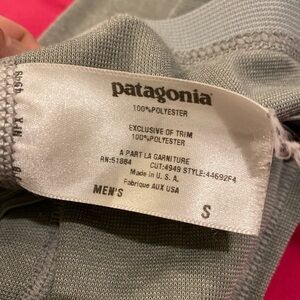 patagonia
100%POLYESTER
EXCLUSIVE OF TRIM
100%POLYESTER
A PART LA GARNITURE
RN:51884 CUT:4949 STYLE:44692F4
Made in U. S. A.
Fabrique AUX USA
MEN'S S